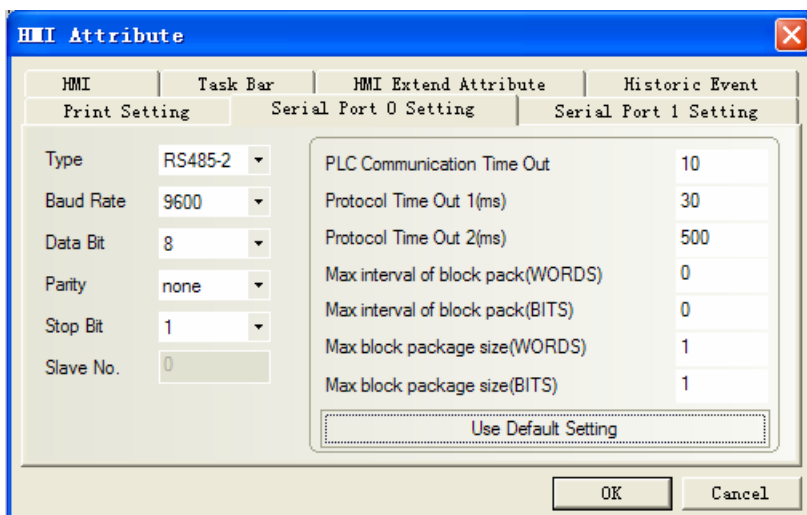 HMI Attribute
HMI Task Bar HMI Extend Attribute Historic Event
Print Setting Serial Port 0 Setting Serial Port 1 Setting
Type RS485-2
Baud Rate 9600
Data Bit 8
Parity none
Stop Bit 1
Slave No. 0
PLC Communication Time Out 10
Protocol Time Out 1(ms) 30
Protocol Time Out 2(ms) 500
Max interval of block pack(WORDS) 0
Max interval of block pack(BITS) 0
Max block package size(WORDS) 1
Max block package size(BITS) 1
Use Default Setting
OK Cancel